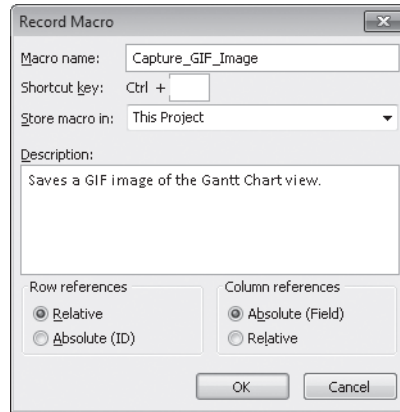 Record Macro
Macro name: Capture_GIF_Image
Shortcut key: Ctrl +
Store macro in: This Project
Description:
Saves a GIF image of the Gantt Chart view.
Row references
Relative
Absolute (ID)
Column references
Absolute (Field)
Relative
OK Cancel